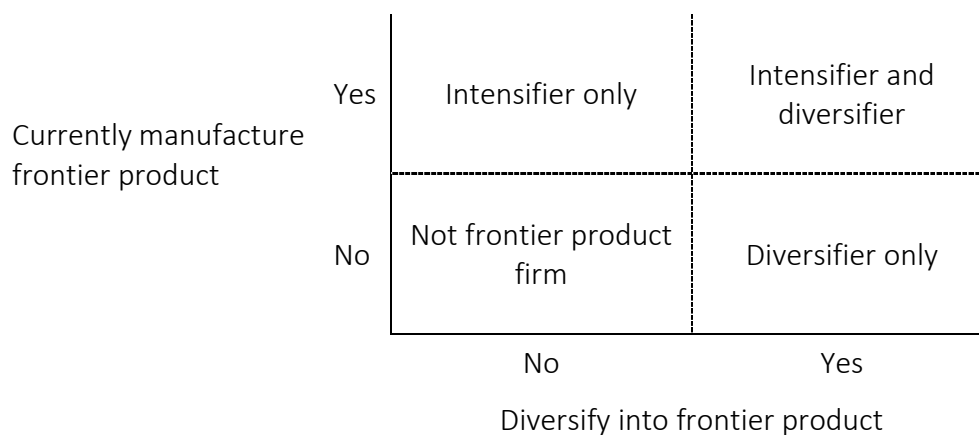 Yes
Intensifier only
Intensifier and
diversifier
Currently manufacture
frontier product
No
Not frontier product
firm
Diversifier only
No
Yes
Diversify into frontier product